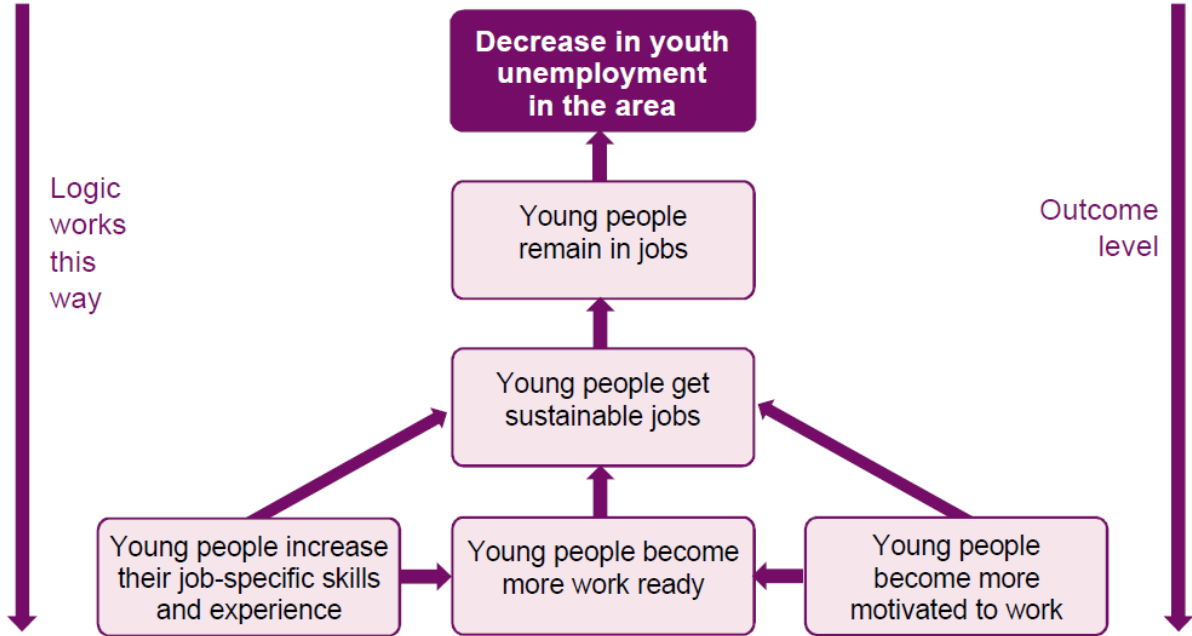 Decrease in youth
unemployment
in the area
Logic
works
this
way
Young people
remain in jobs
Outcome
level
Young people get
sustainable jobs
Young people increase
their job-specific skills
and experience
Young people become
more work ready
Young people
become more
motivated to work